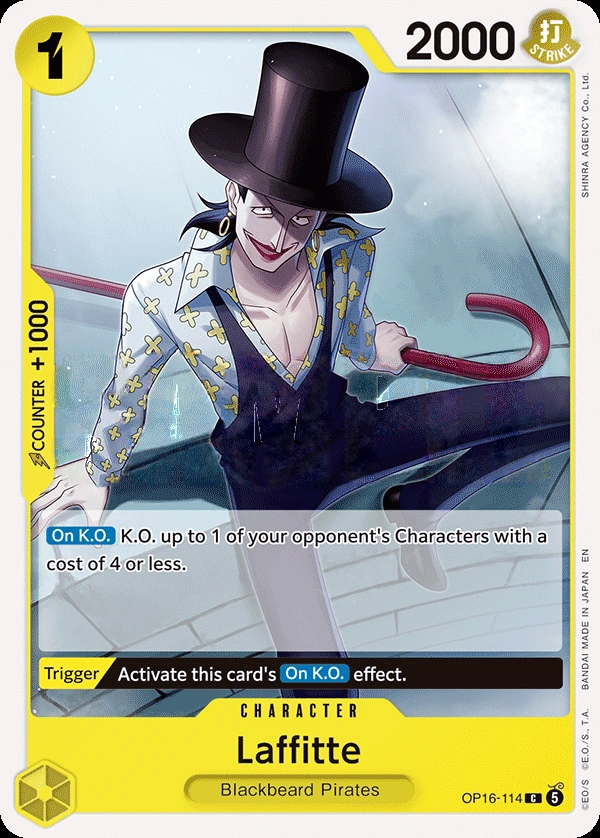 1
2000
打
STRIKE
SHINRA AGENCY Co., Ltd.
COUNTER +1000
On K.O. K.O. up to 1 of your opponent's Characters with a
cost of 4 or less.
Trigger Activate this card's On K.O. effect.
CHARACTER
Laffitte
Blackbeard Pirates
OP16-114 C 5
©EO/S ©E.O./S., T.A. BANDAI MADE IN JAPAN EN